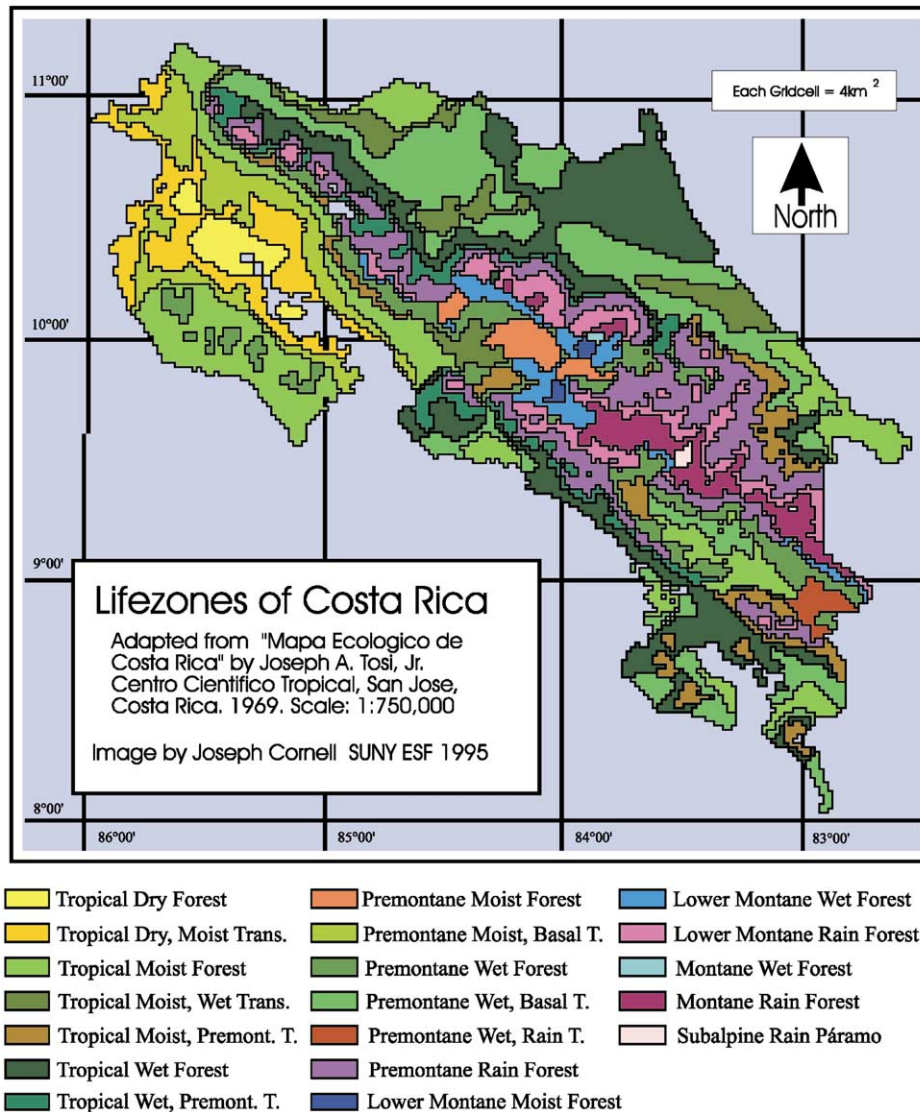 11°00'
Each Gridcell = 4km 2
North
10°00'
9°00'
Lifezones of Costa Rica
Adapted from "Mapa Ecologico de
Costa Rica" by Joseph A. Tosi, Jr.
Centro Cientifico Tropical, San Jose,
Costa Rica. 1969. Scale: 1:750,000
Image by Joseph Cornell SUNY ESF 1995
8°00'
86°00'
85°00'
84°00'
83°00'
Tropical Dry Forest
Tropical Dry, Moist Trans.
Tropical Moist Forest
Tropical Moist, Wet Trans.
Tropical Moist, Premont. T.
Tropical Wet Forest
Tropical Wet, Premont. T.
Premontane Moist Forest
Premontane Moist, Basal T.
Premontane Wet Forest
Premontane Wet, Basal T.
Premontane Wet, Rain T.
Premontane Rain Forest
Lower Montane Moist Forest
Lower Montane Wet Forest
Lower Montane Rain Forest
Montane Wet Forest
Montane Rain Forest
Subalpine Rain Páramo